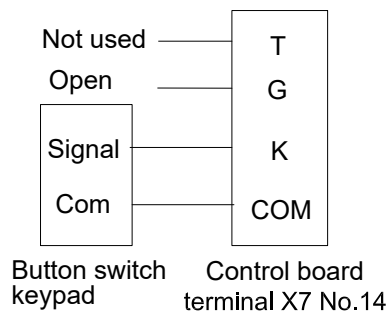 Not used T
Open G
Signal K
Com COM
Button switch
keypad
Control board
terminal X7 No.14